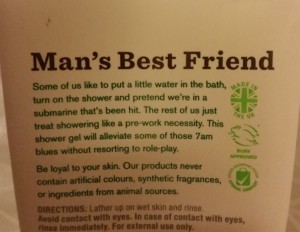 Man's Best Friend
Some of us like to put a little water in the bath,
turn on the shower and pretend we're in a
submarine that's been hit. The rest of us just
treat showering like a pre-work necessity. This
shower gel will alleviate some of those 7am
blues without resorting to role-play.
Be loyal to your skin. Our products never
contain artificial colours, synthetic fragrances,
or ingredients from animal sources.
DIRECTIONS: Lather up on wet skin and rinse.
Avoid contact with eyes. In case of contact with eyes,
rinse immediately. For external use only.
MADE IN
THE UK
APPROVED